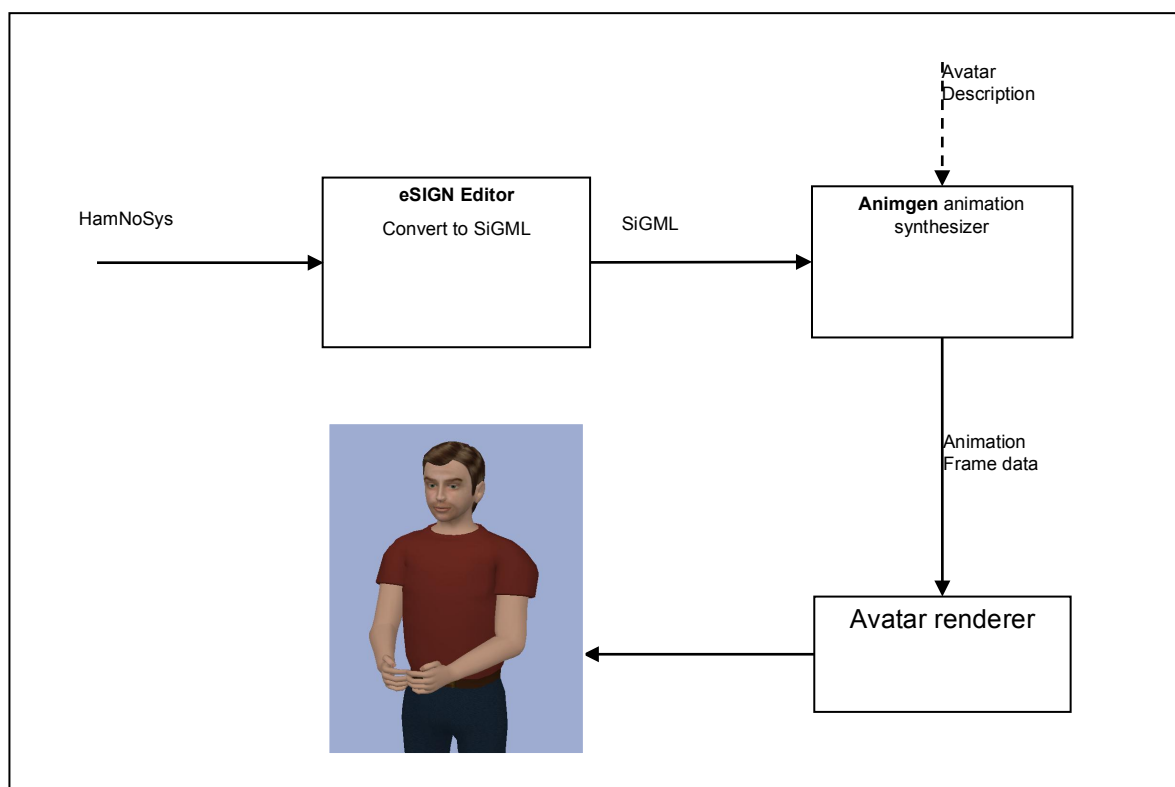 Avatar
Description
HamNoSys
eSIGN Editor
Convert to SiGML
SiGML
Animgen animation
synthesizer
Animation
Frame data
Avatar renderer